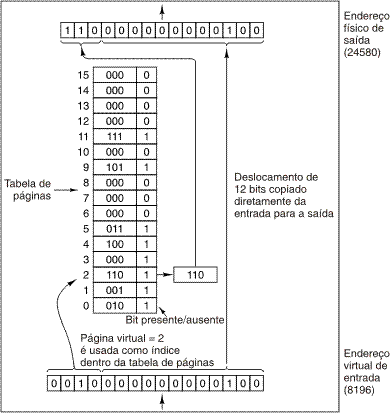 Endereço
físico de
saída
(24580)
1 1 0 0 0 0 0 0 0 0 0 0 1 0 0
15 000 0
14 000 0
13 000 0
12 000 0
11 111 1
10 000 0
9 101 1
8 000 0
7 000 0
6 000 0
5 011 1
4 100 1
3 000 1
2 110 1
1 001 1
0 010 1
110
Tabela de
páginas
Deslocamento de
12 bits copiado
diretamente da
entrada para a saída
Bit presente/ausente
Página virtual = 2
é usada como índice
dentro da tabela de páginas
0 0 1 0 0 0 0 0 0 0 0 0 0 1 0 0
Endereço
virtual de
entrada
(8196)